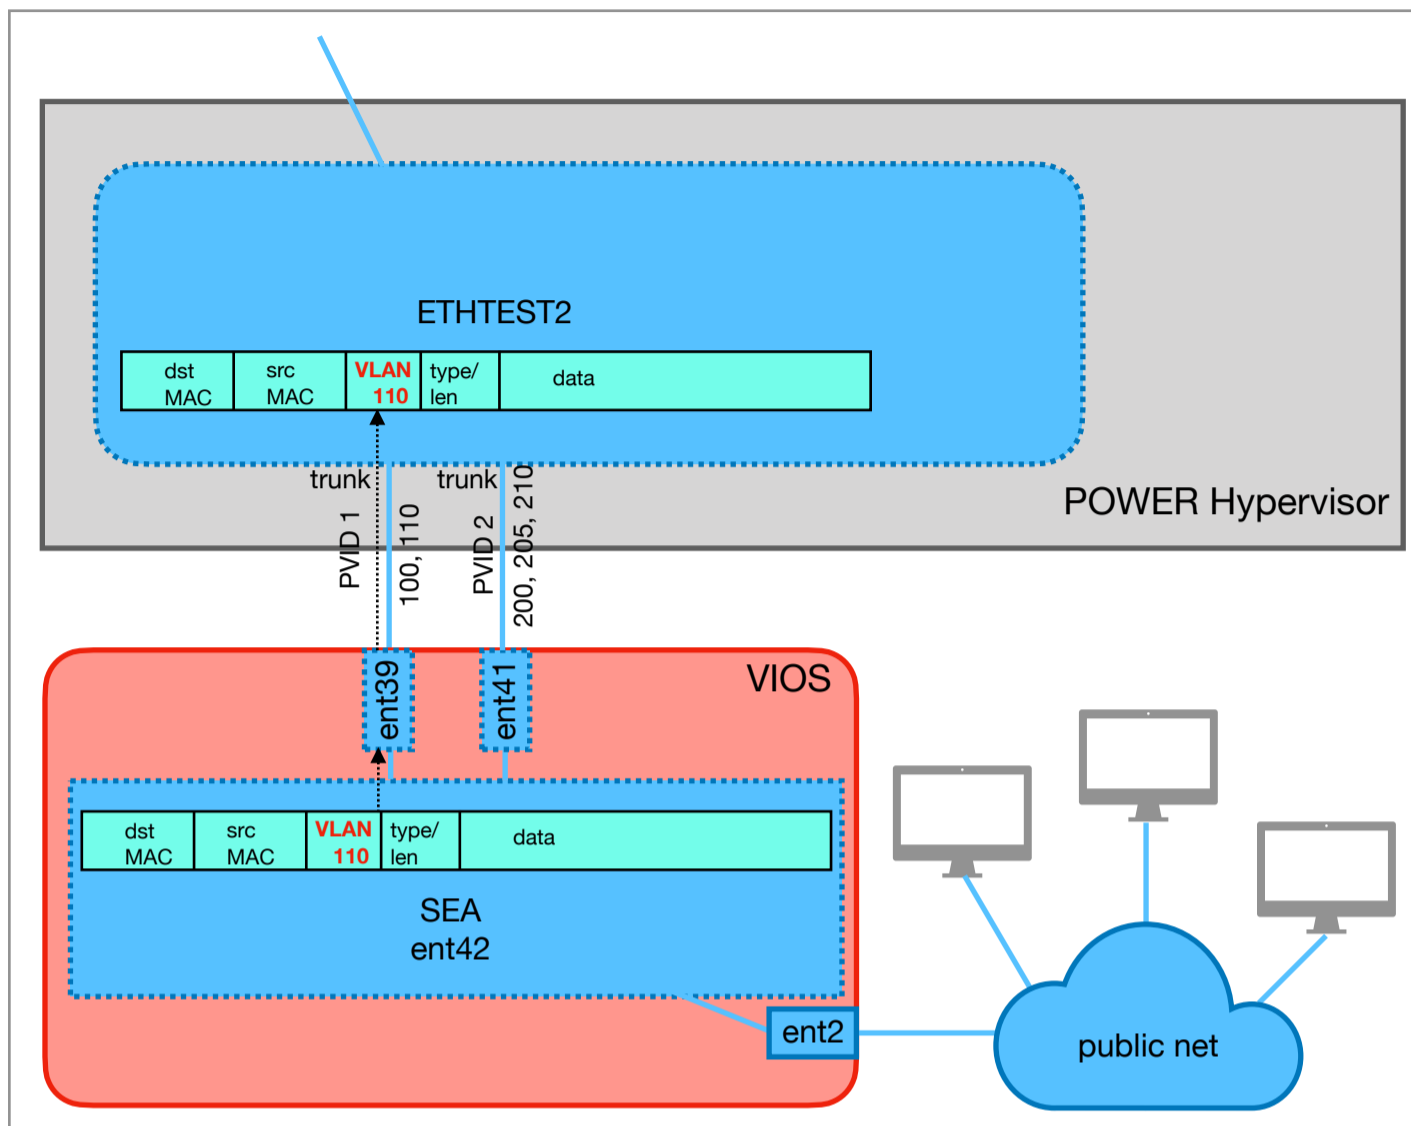 ETHTEST2
dst
MAC
src
MAC
VLAN
110
type/
len
data
trunk
trunk
POWER Hypervisor
PVID 1
100, 110
PVID 2
200, 205, 210
VIOS
ent39
ent41
dst
MAC
src
MAC
VLAN
110
type/
len
data
SEA
ent42
ent2
public net